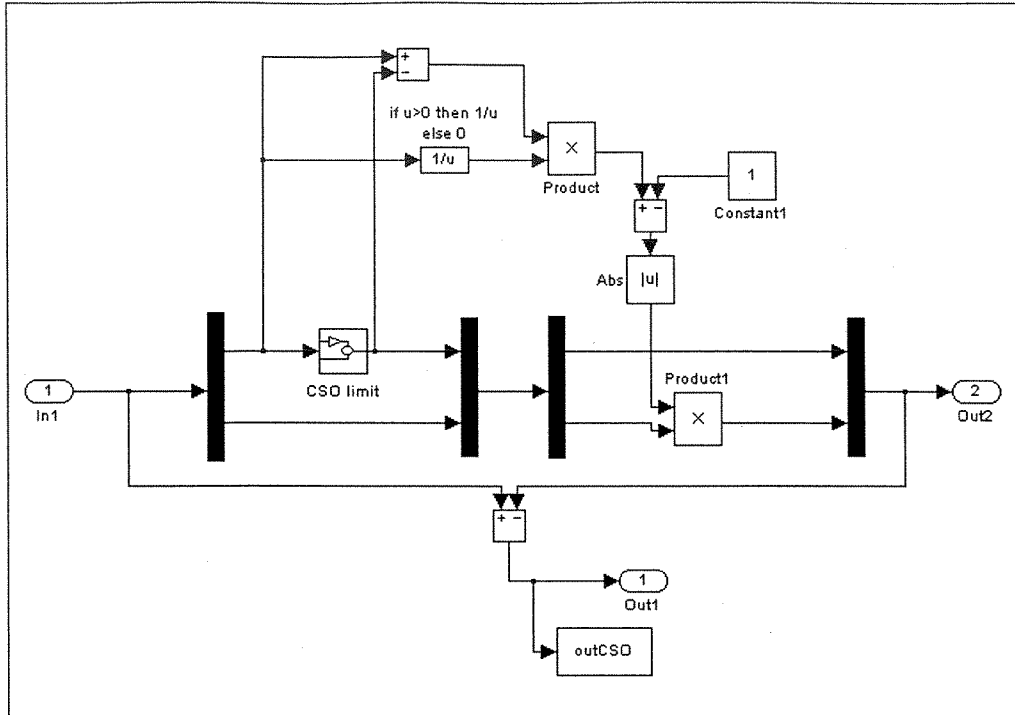 +
−
if u>0 then 1/u
else 0
1/u
×
Product
1
Constant1
+ −
Abs
|u|
CSO limit
Product1
×
1
In1
2
Out2
+ −
1
Out1
outCSO